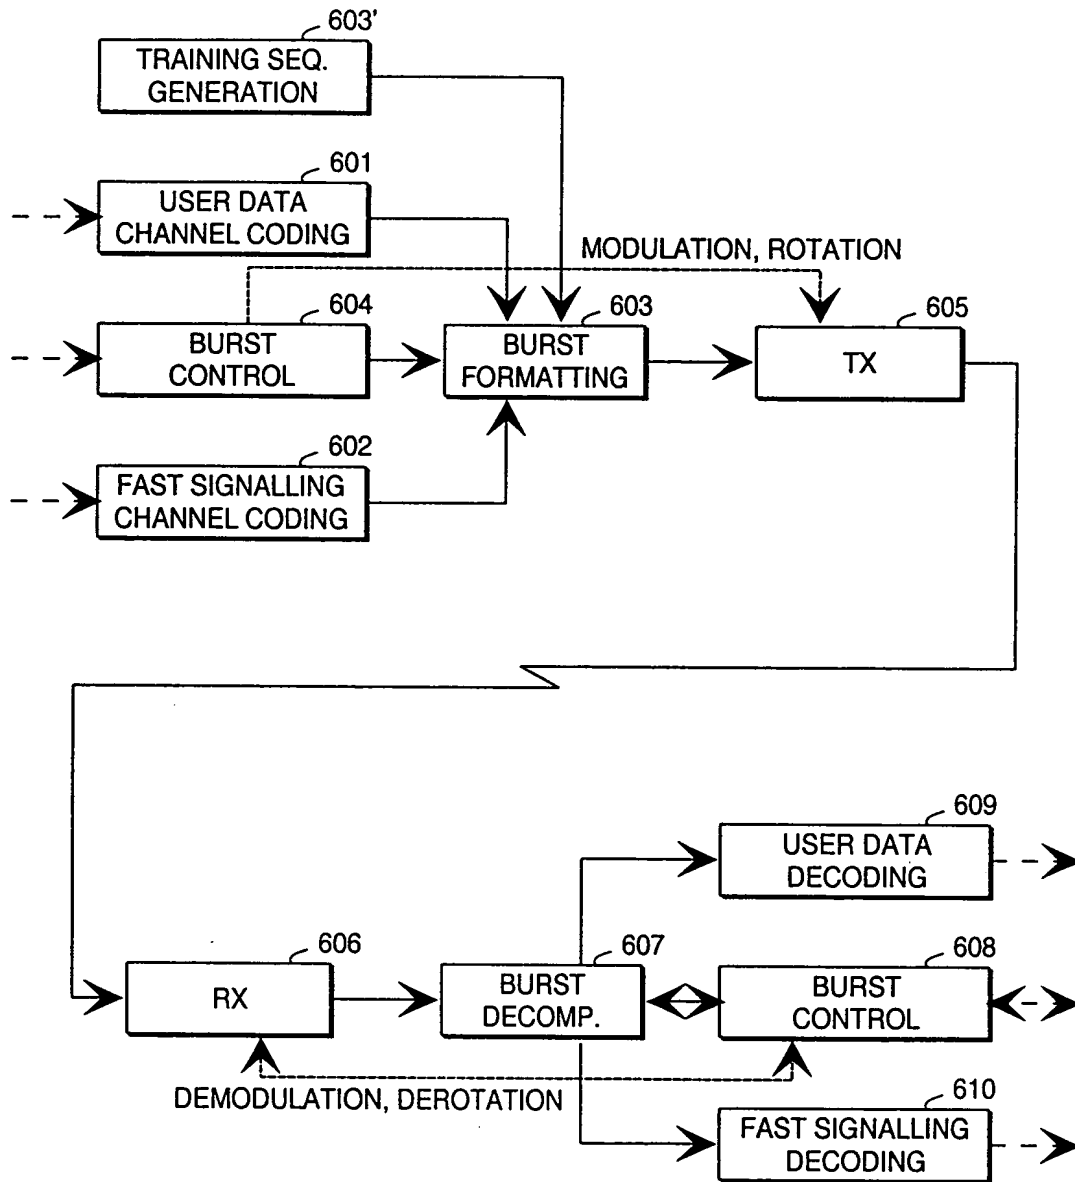 603'
TRAINING SEQ.
GENERATION
601
USER DATA
CHANNEL CODING
MODULATION, ROTATION
604
BURST
CONTROL
603
BURST
FORMATTING
605
TX
602
FAST SIGNALLING
CHANNEL CODING
609
USER DATA
DECODING
606
RX
607
BURST
DECOMP.
608
BURST
CONTROL
DEMODULATION, DEROTATION
610
FAST SIGNALLING
DECODING